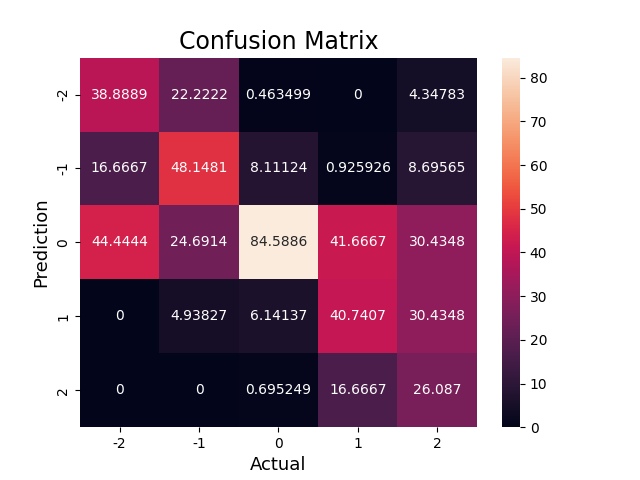 Confusion Matrix
-2 38.8889 22.2222 0.463499 0 4.34783
-1 16.6667 48.1481 8.11124 0.925926 8.69565
0 44.4444 24.6914 84.5886 41.6667 30.4348
1 0 4.93827 6.14137 40.7407 30.4348
2 0 0 0.695249 16.6667 26.087
-2 -1 0 1 2
Actual
Prediction
80
70
60
50
40
30
20
10
0